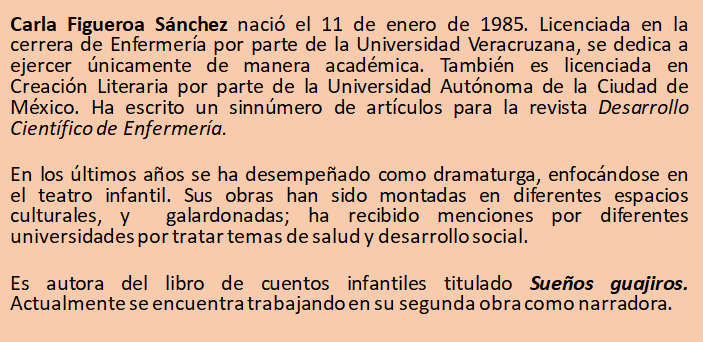 Carla Figueroa Sánchez nació el 11 de enero de 1985. Licenciada en la
cerrera de Enfermería por parte de la Universidad Veracruzana, se dedica a
ejercer únicamente de manera académica. También es licenciada en
Creación Literaria por parte de la Universidad Autónoma de la Ciudad de
México. Ha escrito un sinnúmero de artículos para la revista Desarrollo
Científico de Enfermería.
En los últimos años se ha desempeñado como dramaturga, enfocándose en
el teatro infantil. Sus obras han sido montadas en diferentes espacios
culturales, y galardonadas; ha recibido menciones por diferentes
universidades por tratar temas de salud y desarrollo social.
Es autora del libro de cuentos infantiles titulado Sueños guajiros.
Actualmente se encuentra trabajando en su segunda obra como narradora.